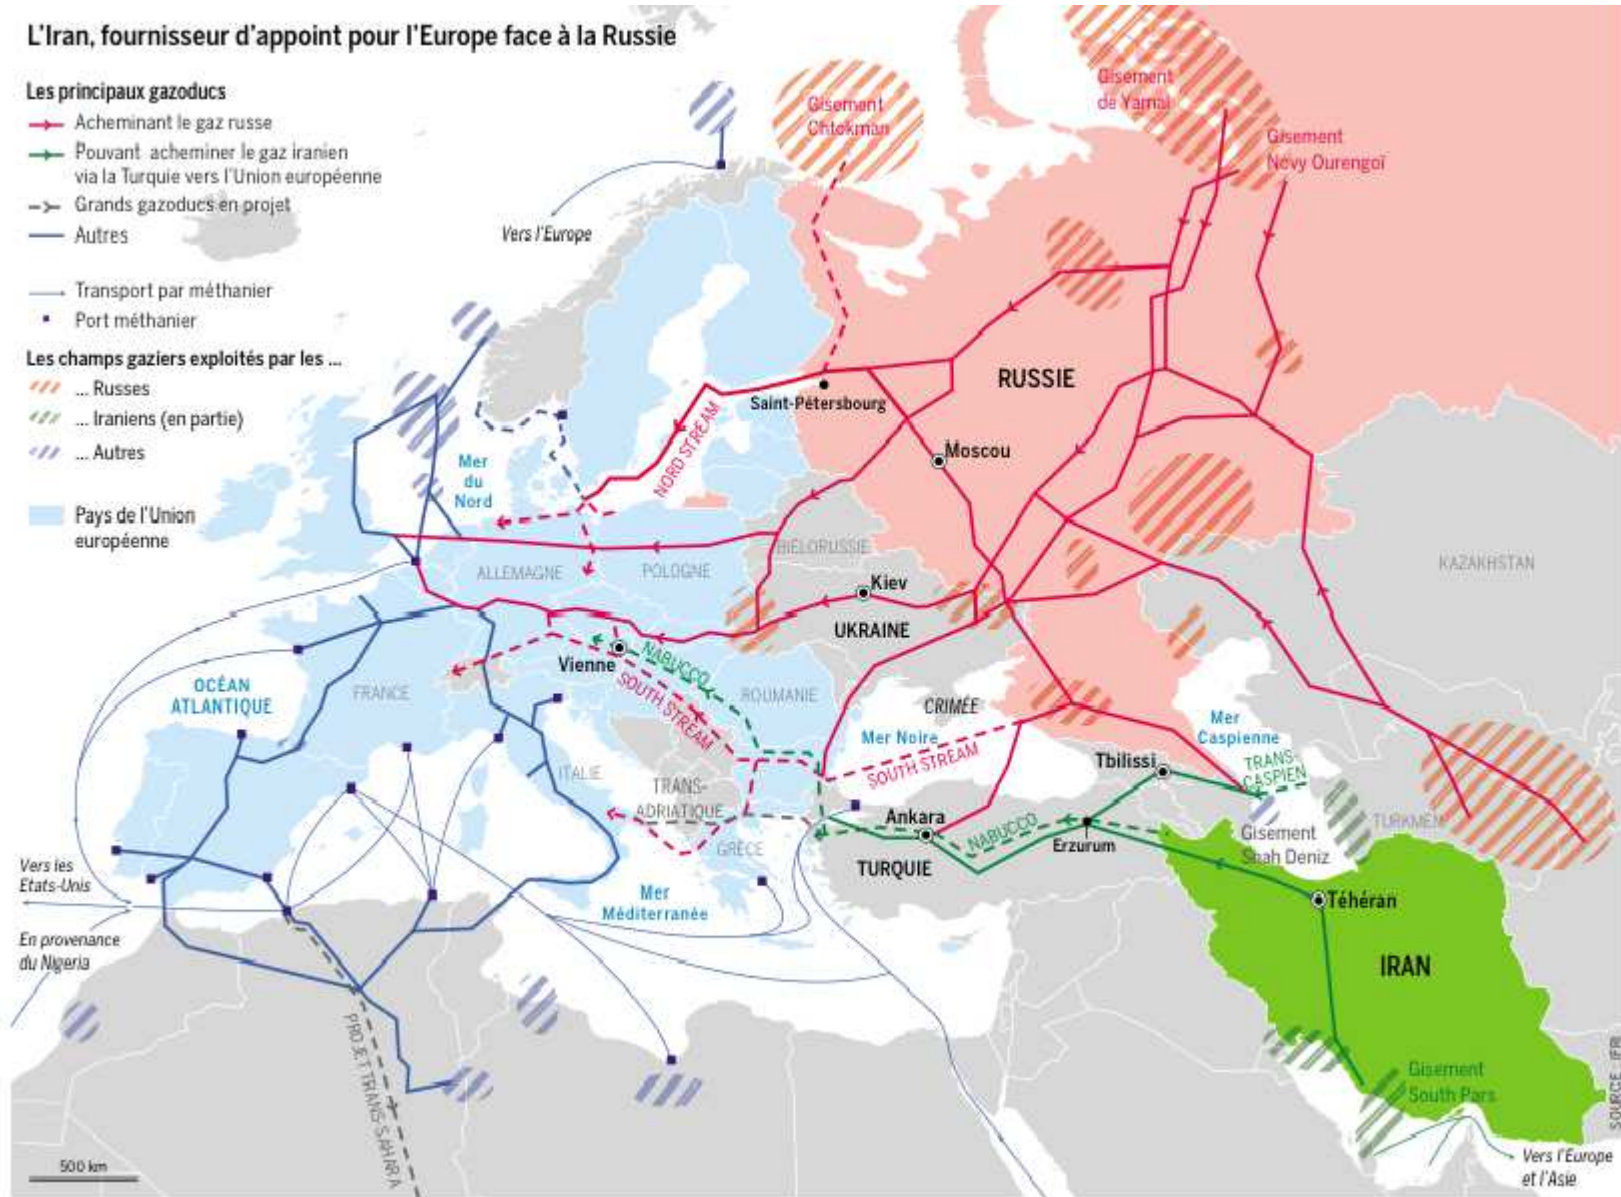 L'Iran, fournisseur d'appoint pour l'Europe face à la Russie
Les principaux gazoducs
Acheminant le gaz russe
Pouvant acheminer le gaz iranien
via la Turquie vers l'Union européenne
Grands gazoducs en projet
Autres
Transport par méthanier
Port méthanier
Les champs gaziers exploités par les ...
... Russes
... Iraniens (en partie)
... Autres
Pays de l'Union
européenne
Gisement
Chtokman
Gisement
de Yamal
Gisement
Novy Ourengoï
Vers l'Europe
RUSSIE
Saint-Pétersbourg
NORD STREAM
Moscou
Mer
du
Nord
BIÉLORUSSIE
ALLEMAGNE
POLOGNE
KAZAKHSTAN
Kiev
UKRAINE
Vienne
NABUCCO
SOUTH STREAM
ROUMANIE
OCÉAN
ATLANTIQUE
FRANCE
CRIMÉE
Mer Noire
SOUTH STREAM
Mer
Caspienne
Tbilissi
TRANS-
CASPIEN
ITALIE
TRANS-
ADRIATIQUE
Ankara
NABUCCO
Erzurum
TURQUIE
GRÈCE
Gisement
Shah Deniz
TURKMÉN.
Vers les
Etats-Unis
En provenance
du Nigeria
Mer
Méditerranée
Téhéran
IRAN
PROJET TRANS-SAHARA
Gisement
South Pars
Vers l'Europe
et l'Asie
500 km
SOURCE : IFRI